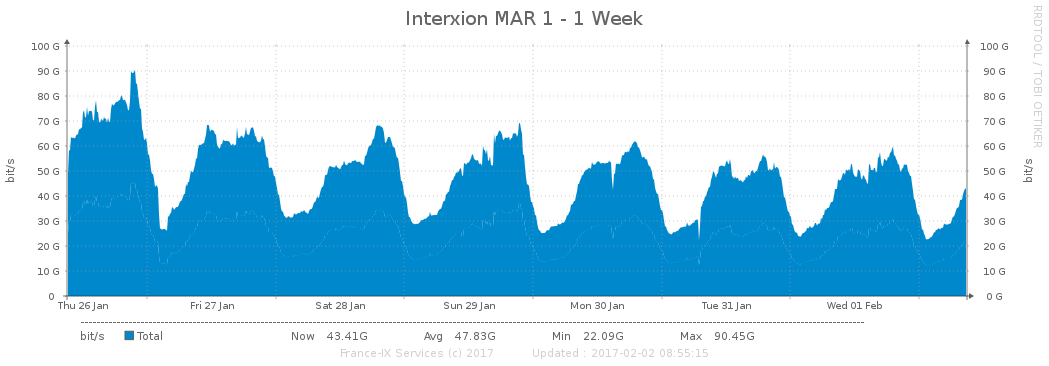 Interxion MAR 1 - 1 Week
RRDTOOL / TOBI OETIKER
bit/s
100 G 100 G
90 G 90 G
80 G 80 G
70 G 70 G
60 G 60 G
50 G 50 G
40 G 40 G
30 G 30 G
20 G 20 G
10 G 10 G
0 0 G
bit/s
Thu 26 Jan Fri 27 Jan Sat 28 Jan Sun 29 Jan Mon 30 Jan Tue 31 Jan Wed 01 Feb
bit/s Total Now 43.41G Avg 47.83G Min 22.09G Max 90.45G
France-IX Services (c) 2017 Updated : 2017-02-02 08:55:15